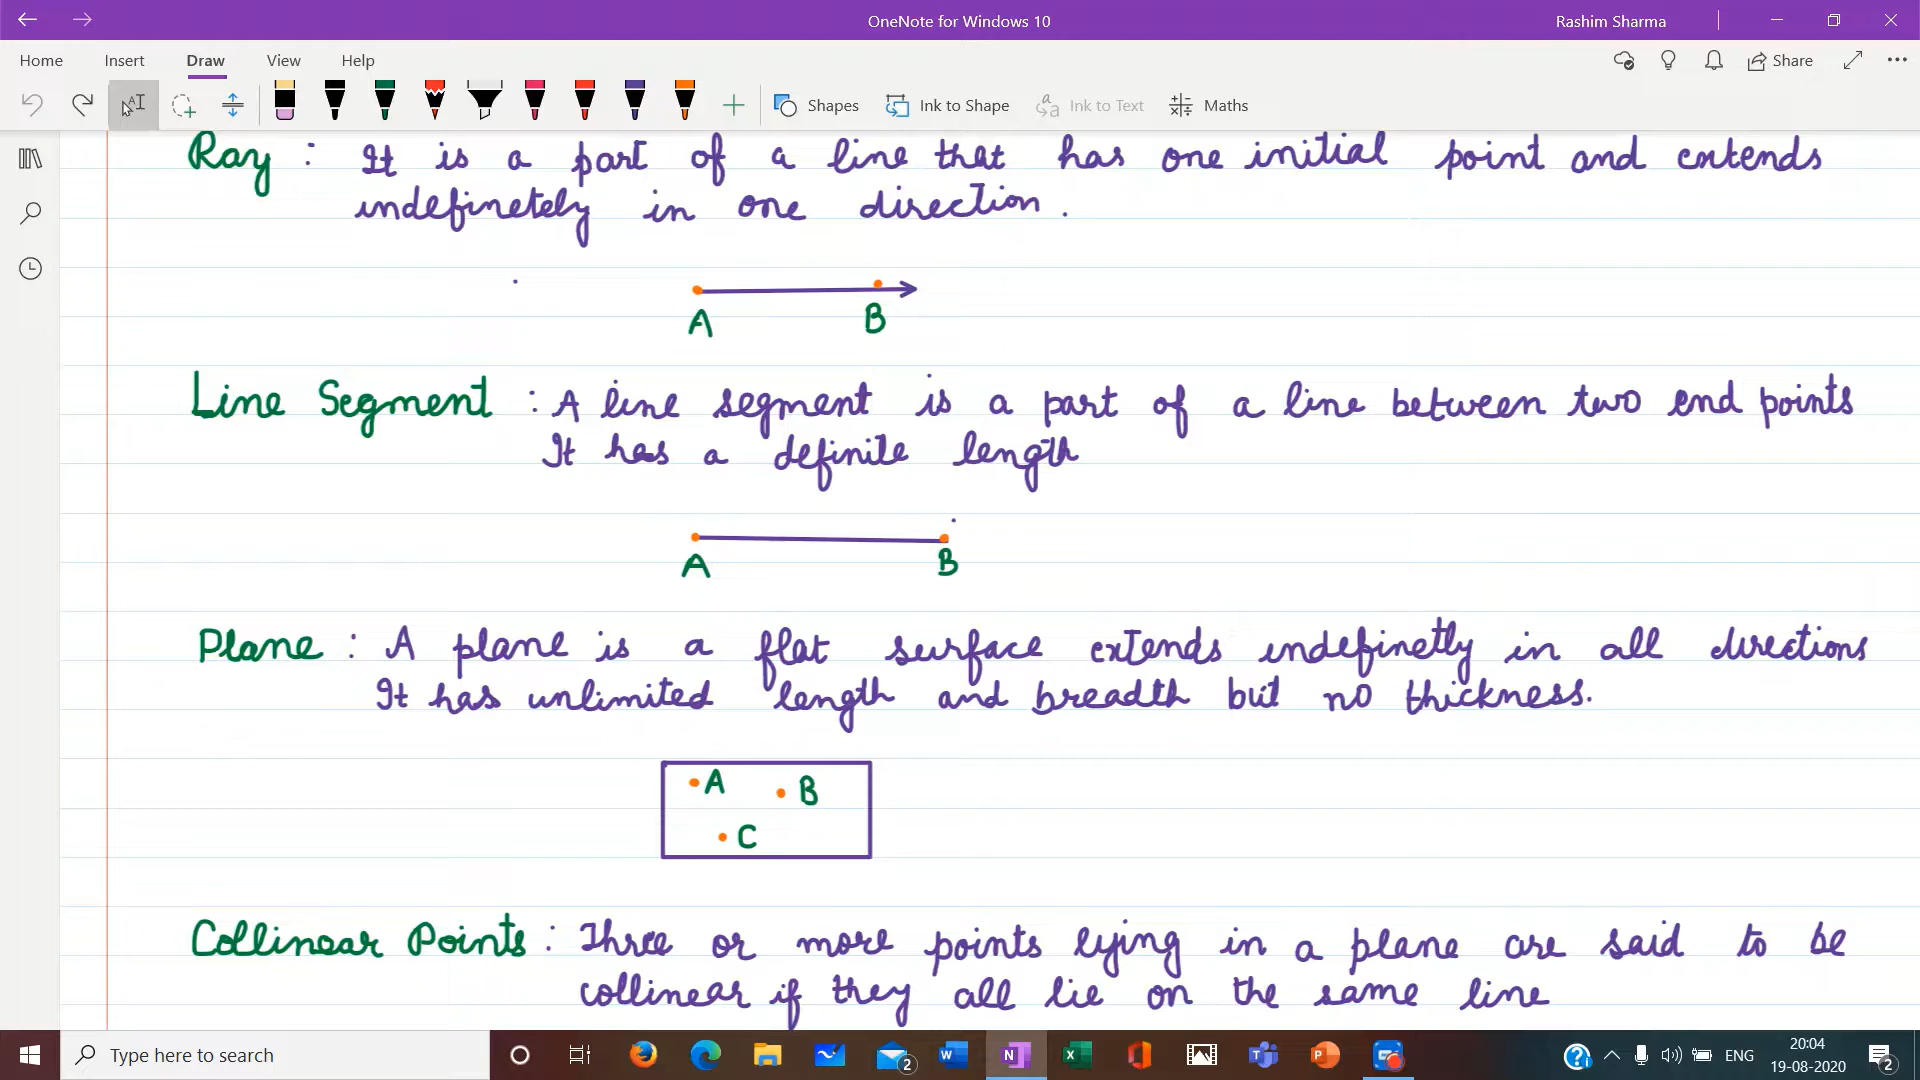 OneNote for Windows 10
Rashim Sharma
Home Insert Draw View Help
Share
Shapes Ink to Shape Ink to Text Maths
Ray : It is a part of a line that has one initial point and extends
indefinetely in one direction .
A B
Line Segment : A line segment is a part of a line between two end points
It has a definite length
A B
Plane : A plane is a flat surface extends indefinetly in all directions
It has unlimited length and breadth but no thickness.
A B
C
Collinear Points : Three or more points lying in a plane are said to be
collinear if they all lie on the same line
Type here to search
2
ENG
20:04
19-08-2020
2